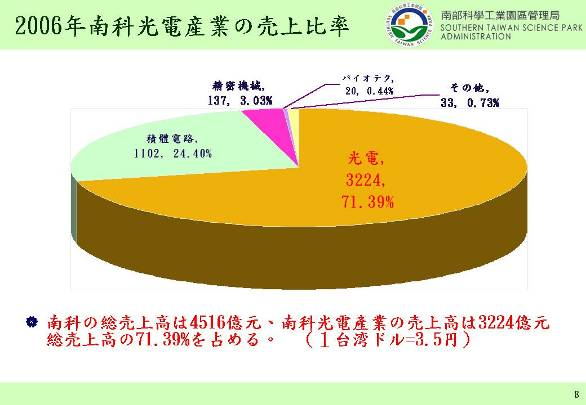 2006年南科光電産業の売上比率
南部科學工業園區管理局
SOUTHERN TAIWAN SCIENCE PARK
ADMINISTRATION
精密機械,
137, 3.03%
バイオテク,
20, 0.44%
その他,
33, 0.73%
積體電路,
1102, 24.40%
光電,
3224,
71.39%
南科の総売上高は4516億元、南科光電産業の売上高は3224億元
総売上高の71.39%を占める。 （１台湾ドル=3.5円）
8